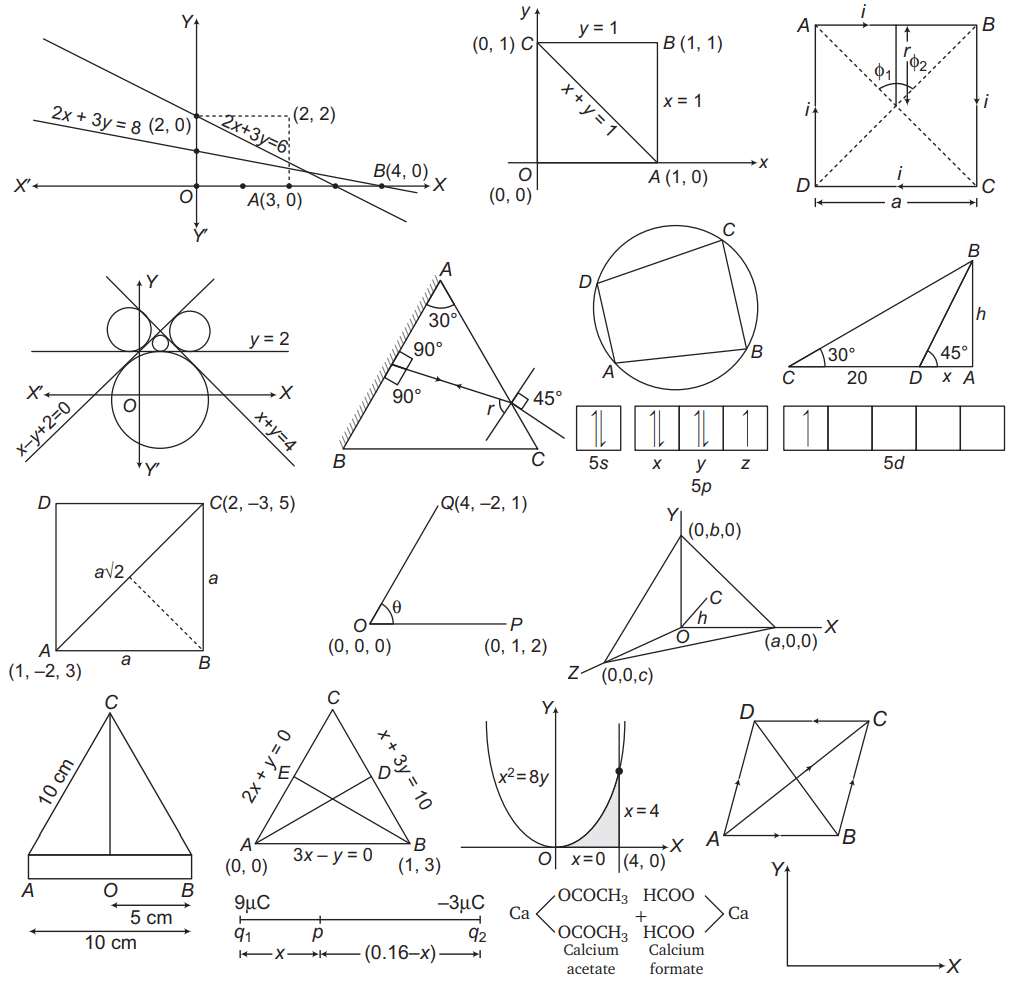 Y
2x + 3y = 8 (2, 0)
2x+3y=6
(2, 2)
B(4, 0)
X′
X
O
A(3, 0)
Y′
y
y = 1
(0, 1) C
B (1, 1)
x + y = 1
x = 1
x
O
A (1, 0)
(0, 0)
A
i
B
r
ϕ1
ϕ2
i
i
D
i
C
a
Y
y = 2
X′
X
O
x–y+2=0
x+y=4
Y′
A
30°
90°
90°
r
45°
B
C
C
D
B
A
B
h
30°
45°
C
20
D
x
A
5s
x
y
z
5p
5d
D
C(2, –3, 5)
a√2
a
A
(1, –2, 3)
a
B
Q(4, –2, 1)
θ
O
P
(0, 0, 0)
(0, 1, 2)
Y
(0,b,0)
C
h
O
X
(a,0,0)
Z
(0,0,c)
C
10 cm
A
O
B
5 cm
10 cm
C
2x + y = 0
x + 3y = 10
E
D
A
B
(0, 0)
3x – y = 0
(1, 3)
Y
x²=8y
x=4
X
O
x=0
(4, 0)
D
C
A
B
9μC
–3μC
q1
p
q2
x
(0.16–x)
OCOCH3 HCOO
Ca + Ca
OCOCH3 HCOO
Calcium Calcium
acetate formate
Y
X